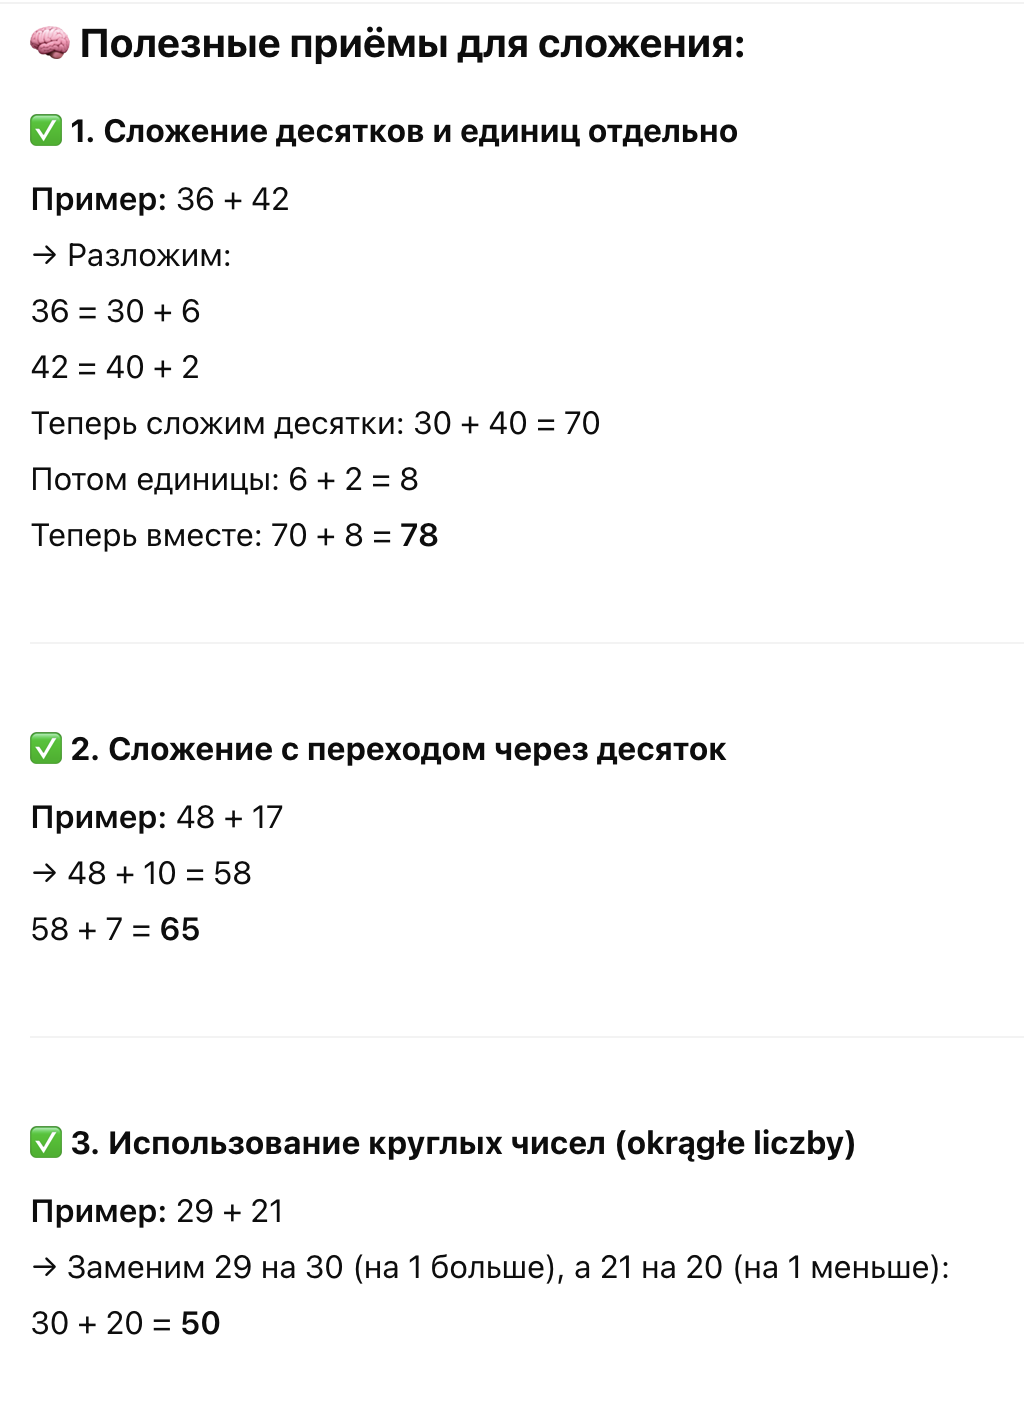 🧠 Полезные приёмы для сложения:
✅ 1. Сложение десятков и единиц отдельно
Пример: 36 + 42
→ Разложим:
36 = 30 + 6
42 = 40 + 2
Теперь сложим десятки: 30 + 40 = 70
Потом единицы: 6 + 2 = 8
Теперь вместе: 70 + 8 = 78
✅ 2. Сложение с переходом через десяток
Пример: 48 + 17
→ 48 + 10 = 58
58 + 7 = 65
✅ 3. Использование круглых чисел (okrągłe liczby)
Пример: 29 + 21
→ Заменим 29 на 30 (на 1 больше), а 21 на 20 (на 1 меньше):
30 + 20 = 50